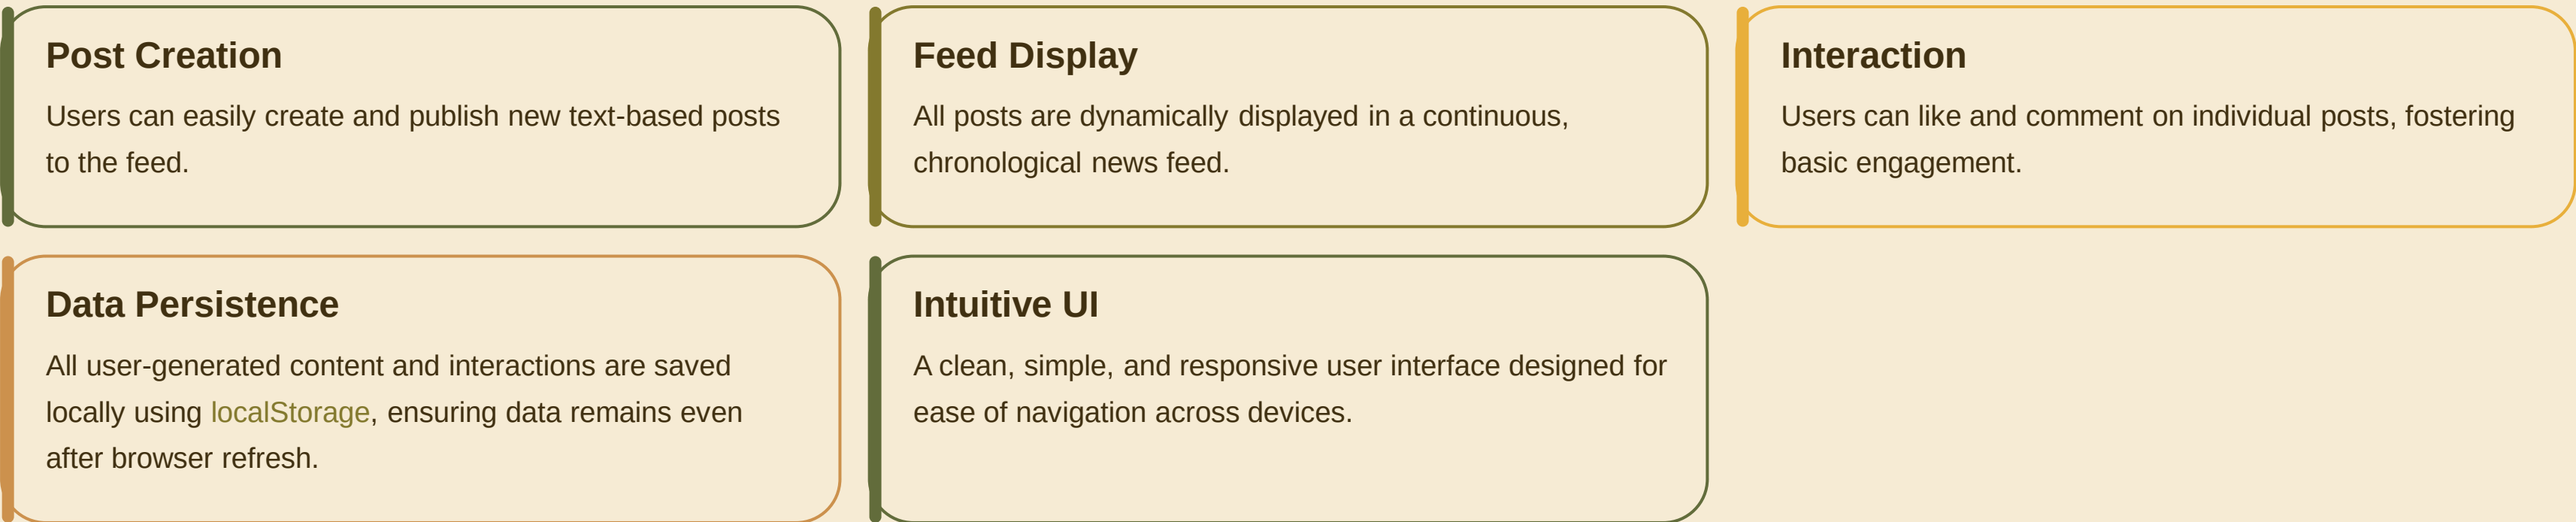 Post Creation
Users can easily create and publish new text-based posts
to the feed.
Feed Display
All posts are dynamically displayed in a continuous,
chronological news feed.
Interaction
Users can like and comment on individual posts, fostering
basic engagement.
Data Persistence
All user-generated content and interactions are saved
locally using localStorage, ensuring data remains even
after browser refresh.
Intuitive UI
A clean, simple, and responsive user interface designed for
ease of navigation across devices.